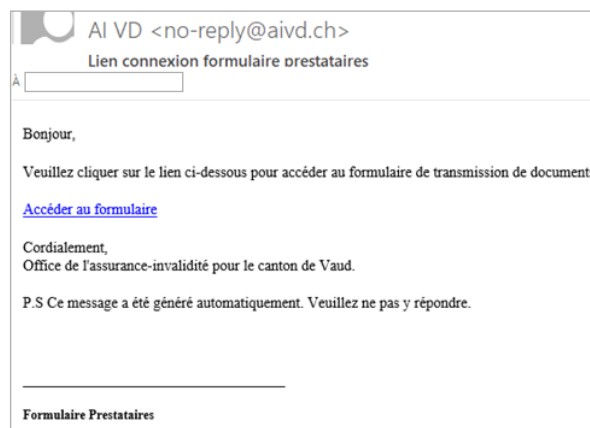 AI VD <no-reply@aivd.ch>
Lien connexion formulaire prestataires
À
Bonjour,
Veuillez cliquer sur le lien ci-dessous pour accéder au formulaire de transmission de document
Accéder au formulaire
Cordialement,
Office de l'assurance-invalidité pour le canton de Vaud.
P.S Ce message a été généré automatiquement. Veuillez ne pas y répondre.
Formulaire Prestataires